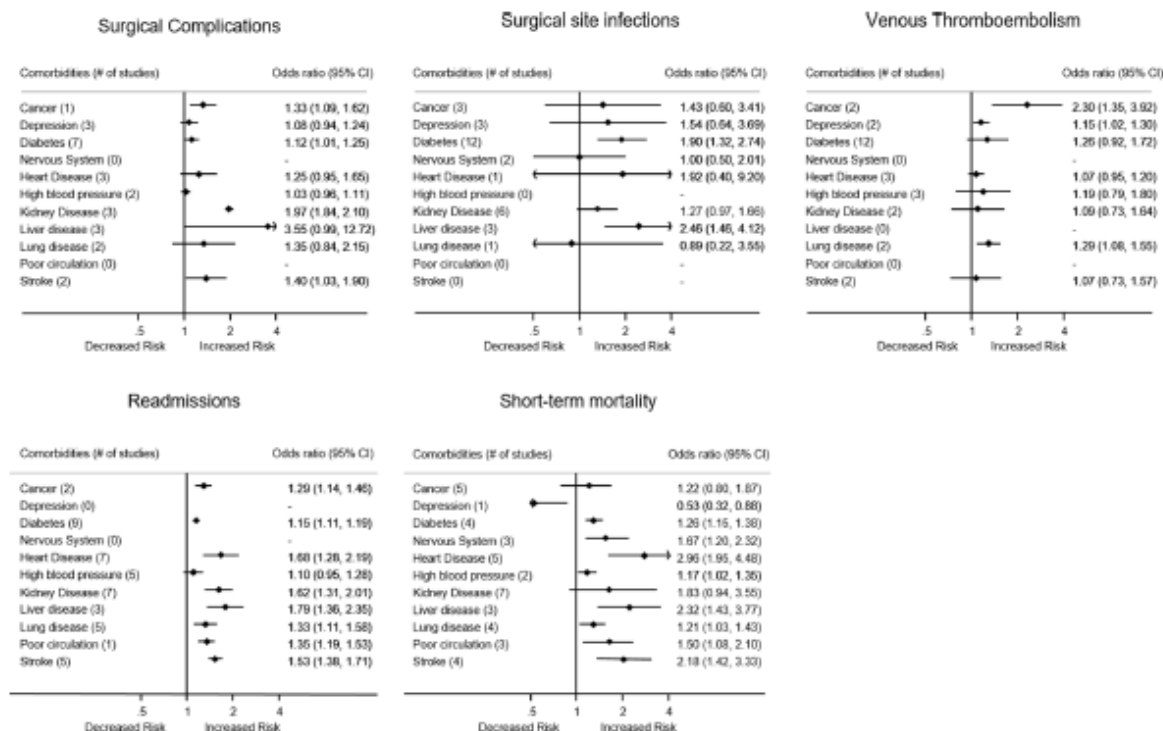 Surgical Complications
Comorbidities (# of studies) Odds ratio (95% CI)
Cancer (1) 1.33 (1.09, 1.62)
Depression (3) 1.08 (0.94, 1.24)
Diabetes (7) 1.12 (1.01, 1.25)
Nervous System (0) -
Heart Disease (3) 1.25 (0.95, 1.65)
High blood pressure (2) 1.03 (0.96, 1.11)
Kidney Disease (3) 1.97 (1.84, 2.10)
Liver disease (3) 3.55 (0.99, 12.72)
Lung disease (2) 1.35 (0.84, 2.15)
Poor circulation (0) -
Stroke (2) 1.40 (1.03, 1.90)
.5 1 2 4
Decreased Risk Increased Risk
Surgical site infections
Comorbidities (# of studies) Odds ratio (95% CI)
Cancer (3) 1.43 (0.60, 3.41)
Depression (3) 1.54 (0.64, 3.69)
Diabetes (12) 1.90 (1.32, 2.74)
Nervous System (2) 1.00 (0.50, 2.01)
Heart Disease (1) 1.92 (0.40, 9.20)
High blood pressure (0) -
Kidney Disease (6) 1.27 (0.97, 1.66)
Liver disease (3) 2.46 (1.46, 4.12)
Lung disease (1) 0.89 (0.22, 3.55)
Poor circulation (0) -
Stroke (0) -
.5 1 2 4
Decreased Risk Increased Risk
Venous Thromboembolism
Comorbidities (# of studies) Odds ratio (95% CI)
Cancer (2) 2.30 (1.35, 3.92)
Depression (2) 1.15 (1.02, 1.30)
Diabetes (12) 1.26 (0.92, 1.72)
Nervous System (0) -
Heart Disease (3) 1.07 (0.95, 1.20)
High blood pressure (3) 1.19 (0.79, 1.80)
Kidney Disease (2) 1.09 (0.73, 1.64)
Liver disease (0) -
Lung disease (2) 1.29 (1.08, 1.55)
Poor circulation (0) -
Stroke (2) 1.07 (0.73, 1.57)
.5 1 2 4
Decreased Risk Increased Risk
Readmissions
Comorbidities (# of studies) Odds ratio (95% CI)
Cancer (2) 1.29 (1.14, 1.46)
Depression (0) -
Diabetes (9) 1.15 (1.11, 1.19)
Nervous System (0) -
Heart Disease (7) 1.68 (1.28, 2.19)
High blood pressure (5) 1.10 (0.95, 1.28)
Kidney Disease (7) 1.62 (1.31, 2.01)
Liver disease (3) 1.79 (1.36, 2.35)
Lung disease (5) 1.33 (1.11, 1.58)
Poor circulation (1) 1.35 (1.19, 1.53)
Stroke (5) 1.53 (1.38, 1.71)
.5 1 2 4
Decreased Risk Increased Risk
Short-term mortality
Comorbidities (# of studies) Odds ratio (95% CI)
Cancer (5) 1.22 (0.80, 1.87)
Depression (1) 0.53 (0.32, 0.88)
Diabetes (4) 1.26 (1.15, 1.38)
Nervous System (3) 1.67 (1.20, 2.32)
Heart Disease (5) 2.96 (1.95, 4.48)
High blood pressure (2) 1.17 (1.02, 1.35)
Kidney Disease (7) 1.83 (0.94, 3.55)
Liver disease (3) 2.32 (1.43, 3.77)
Lung disease (4) 1.21 (1.03, 1.43)
Poor circulation (3) 1.50 (1.08, 2.10)
Stroke (4) 2.18 (1.42, 3.33)
.5 1 2 4
Decreased Risk Increased Risk